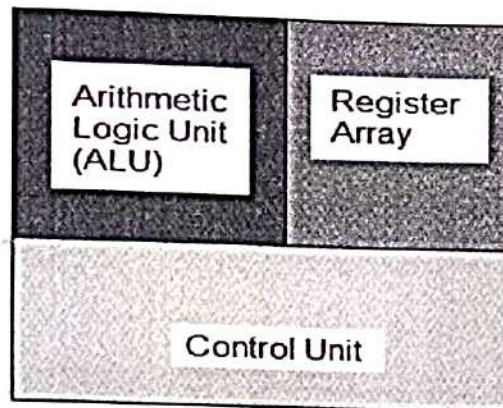 Arithmetic
Logic Unit
(ALU)
Register
Array
Control Unit